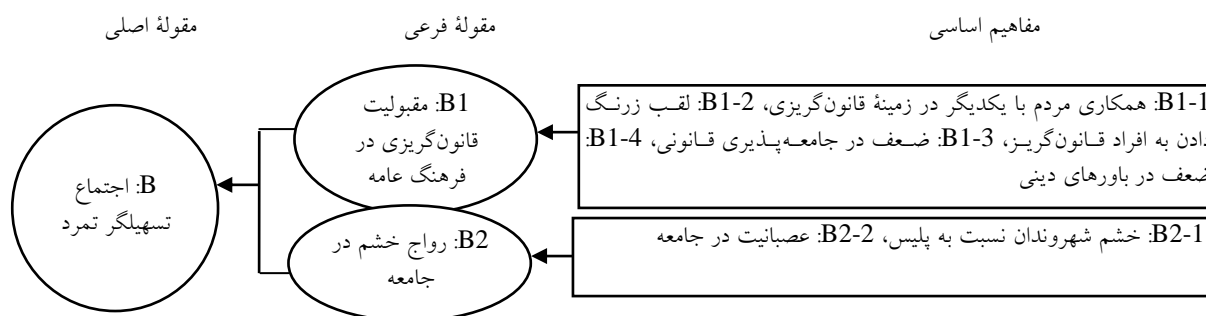 مفاهیم اساسی
مقولهٔ فرعی
مقولهٔ اصلی
B1-1: همکاری مردم با یکدیگر در زمینهٔ قانون‌گریزی، B1-2: لقب زرنگ
دادن به افراد قانون‌گریز، B1-3: ضعف در جامعه‌پذیری قانونی، B1-4:
ضعف در باورهای دینی
B1: مقبولیت
قانون‌گریزی در
فرهنگ عامه
B: اجتماع
تسهیلگر تمرد
B2-1: خشم شهروندان نسبت به پلیس، B2-2: عصبانیت در جامعه
B2: رواج خشم در
جامعه